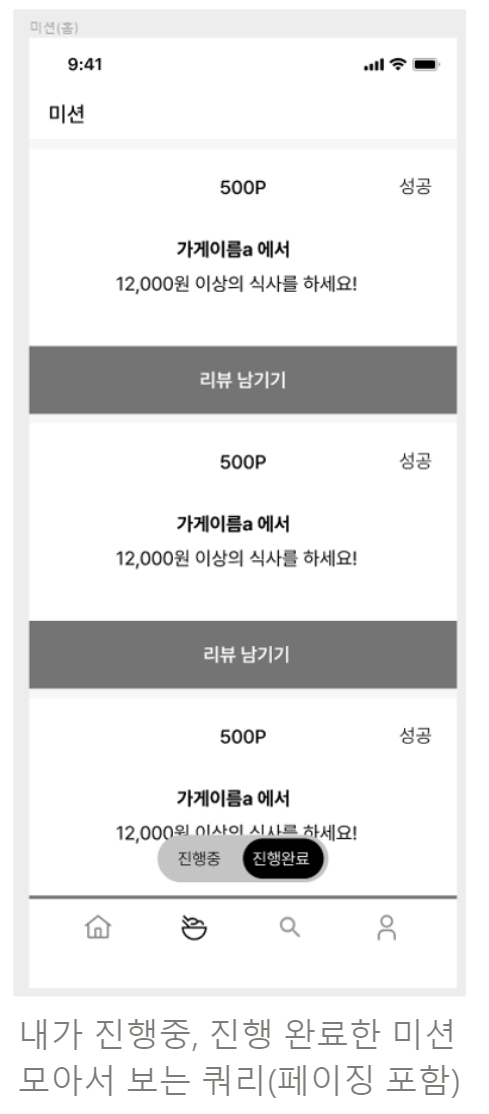 미션(홈)
9:41
미션
500P 성공
가게이름a 에서
12,000원 이상의 식사를 하세요!
리뷰 남기기
500P 성공
가게이름a 에서
12,000원 이상의 식사를 하세요!
리뷰 남기기
500P 성공
가게이름a 에서
12,000원 이상의 식사를 하세요!
진행중 진행완료
내가 진행중, 진행 완료한 미션
모아서 보는 쿼리(페이징 포함)